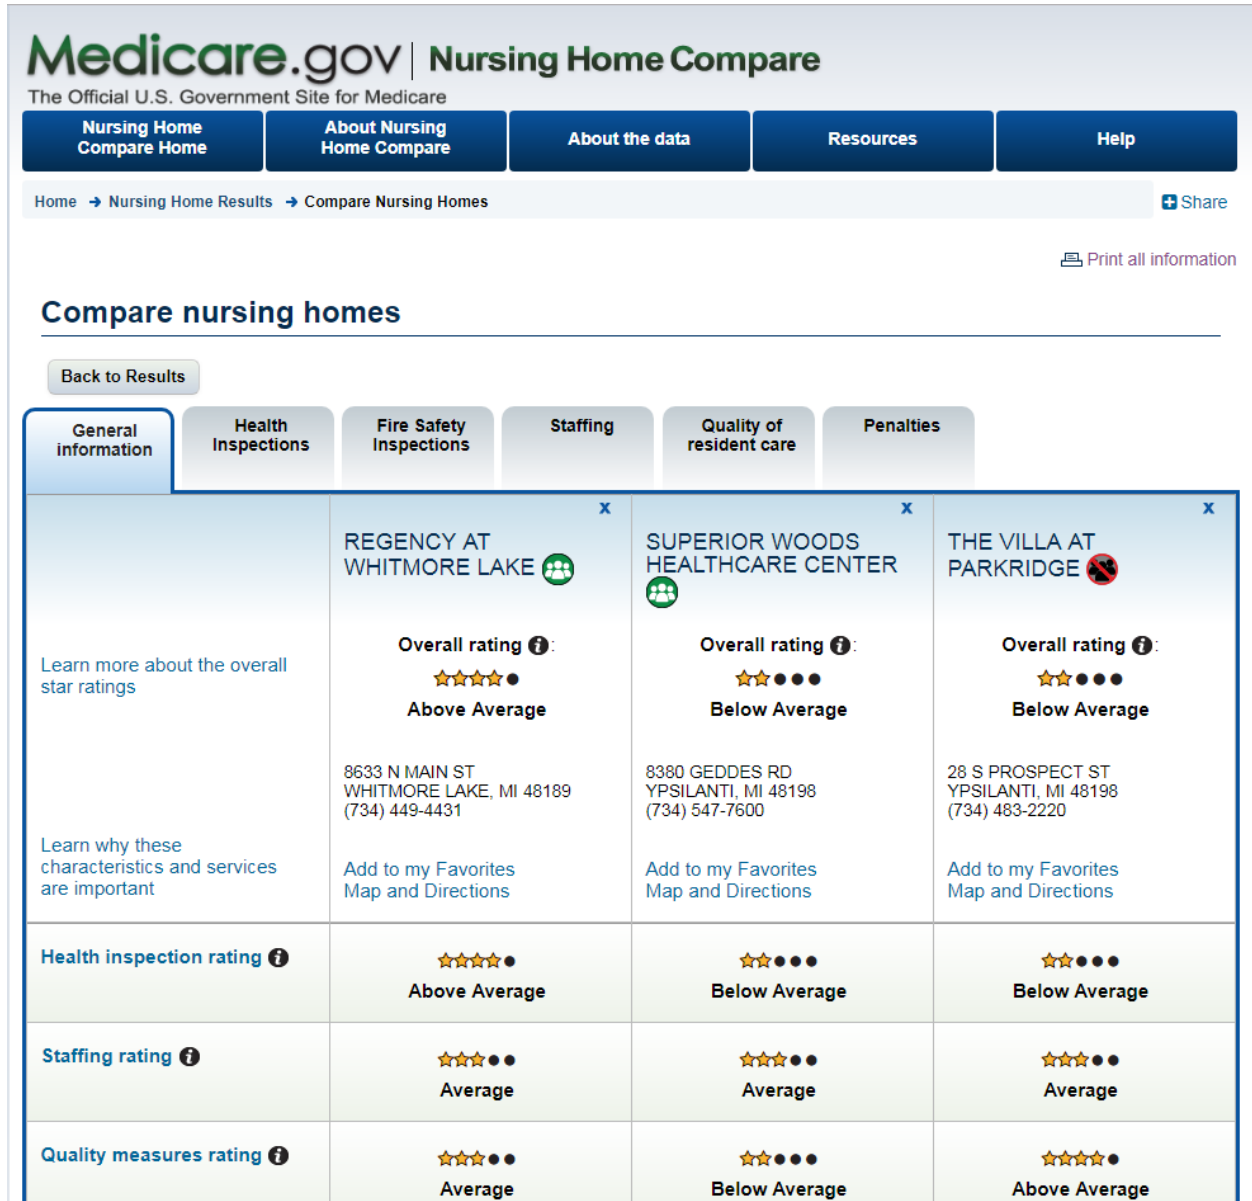 Medicare.gov | Nursing Home Compare
The Official U.S. Government Site for Medicare
Nursing Home
Compare Home
About Nursing
Home Compare
About the data
Resources
Help
Home → Nursing Home Results → Compare Nursing Homes
Share
Print all information
Compare nursing homes
Back to Results
General
information
Health
Inspections
Fire Safety
Inspections
Staffing
Quality of
resident care
Penalties
x
x
x
REGENCY AT
WHITMORE LAKE
SUPERIOR WOODS
HEALTHCARE CENTER
THE VILLA AT
PARKRIDGE
Learn more about the overall
star ratings
Overall rating i:
Above Average
Overall rating i:
Below Average
Overall rating i:
Below Average
8633 N MAIN ST
WHITMORE LAKE, MI 48189
(734) 449-4431
8380 GEDDES RD
YPSILANTI, MI 48198
(734) 547-7600
28 S PROSPECT ST
YPSILANTI, MI 48198
(734) 483-2220
Learn why these
characteristics and services
are important
Add to my Favorites
Map and Directions
Add to my Favorites
Map and Directions
Add to my Favorites
Map and Directions
Health inspection rating i
Above Average
Below Average
Below Average
Staffing rating i
Average
Average
Average
Quality measures rating i
Average
Below Average
Above Average